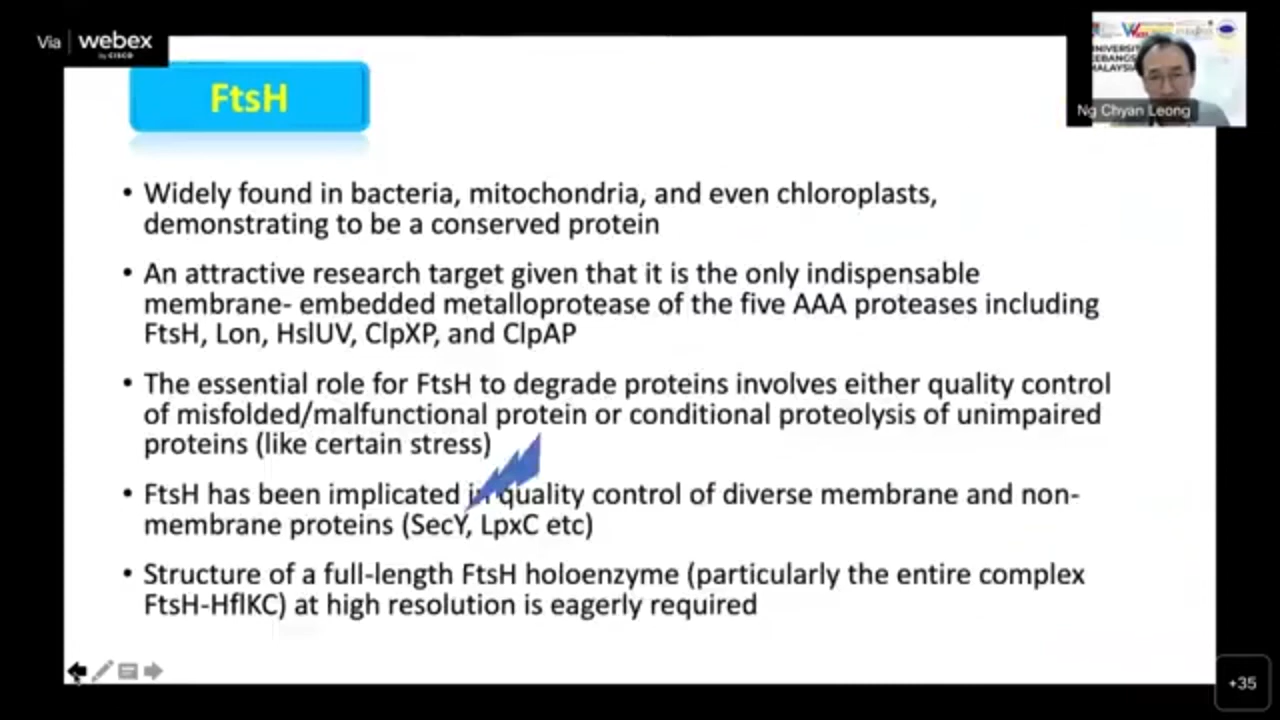 Via webex
by CISCO
FtsH
UNIVERSITI
KEBANGSAAN
MALAYSIA
Ng Chyan Leong
• Widely found in bacteria, mitochondria, and even chloroplasts,
demonstrating to be a conserved protein
• An attractive research target given that it is the only indispensable
membrane- embedded metalloprotease of the five AAA proteases including
FtsH, Lon, HslUV, ClpXP, and ClpAP
• The essential role for FtsH to degrade proteins involves either quality control
of misfolded/malfunctional protein or conditional proteolysis of unimpaired
proteins (like certain stress)
• FtsH has been implicated in quality control of diverse membrane and non-
membrane proteins (SecY, LpxC etc)
• Structure of a full-length FtsH holoenzyme (particularly the entire complex
FtsH-HflKC) at high resolution is eagerly required
+35